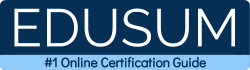 EDUSUM
#1 Online Certification Guide